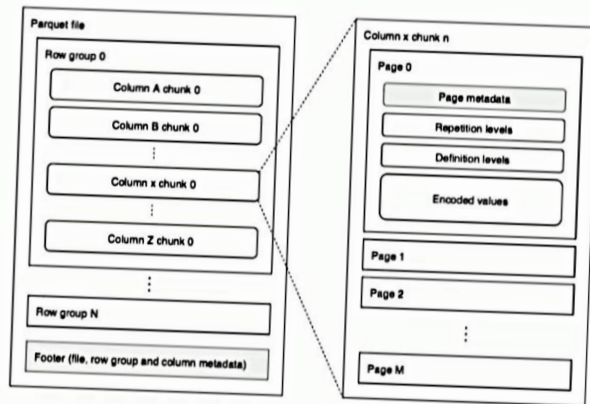 Parquet file
Row group 0
Column A chunk 0
Column B chunk 0
Column x chunk 0
Column Z chunk 0
Row group N
Footer (file, row group and column metadata)
Column x chunk n
Page 0
Page metadata
Repetition levels
Definition levels
Encoded values
Page 1
Page 2
Page M